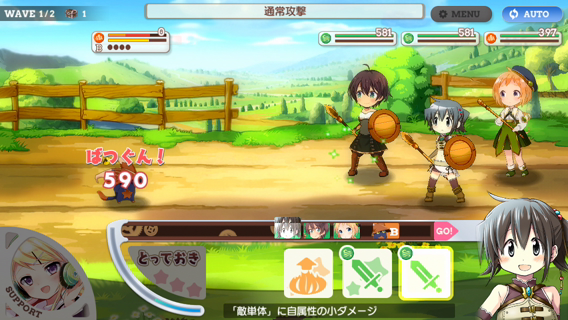 WAVE 1/2 1
通常攻撃
MENU
AUTO
0
B
581
581
397
ばつぐん!
590
B
GO!
とっておき
SUPPORT
「敵単体」に自属性の小ダメージ